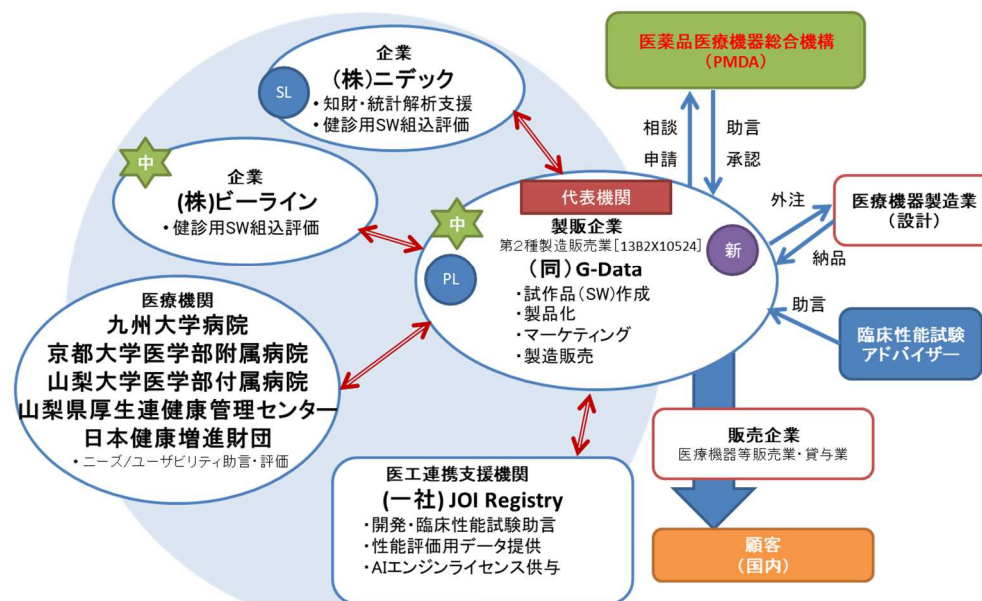 企業
(株)ニデック
SL
・知財・統計解析支援
・健診用SW組込評価
中
企業
(株)ビーライン
・健診用SW組込評価
医療機関
九州大学病院
京都大学医学部附属病院
山梨大学医学部付属病院
山梨県厚生連健康管理センター
日本健康増進財団
・ニーズ/ユーザビリティ助言・評価
代表機関
中
製販企業
第2種製造販売業[13B2X10524]
新
PL
(同)G-Data
・試作品(SW)作成
・製品化
・マーケティング
・製造販売
医工連携支援機関
(一社)JOI Registry
・開発・臨床性能試験助言
・性能評価用データ提供
・AIエンジンライセンス供与
医薬品医療機器総合機構
(PMDA)
相談
申請
助言
承認
外注
納品
医療機器製造業
(設計)
助言
臨床性能試験
アドバイザー
販売企業
医療機器等販売業・貸与業
顧客
(国内)